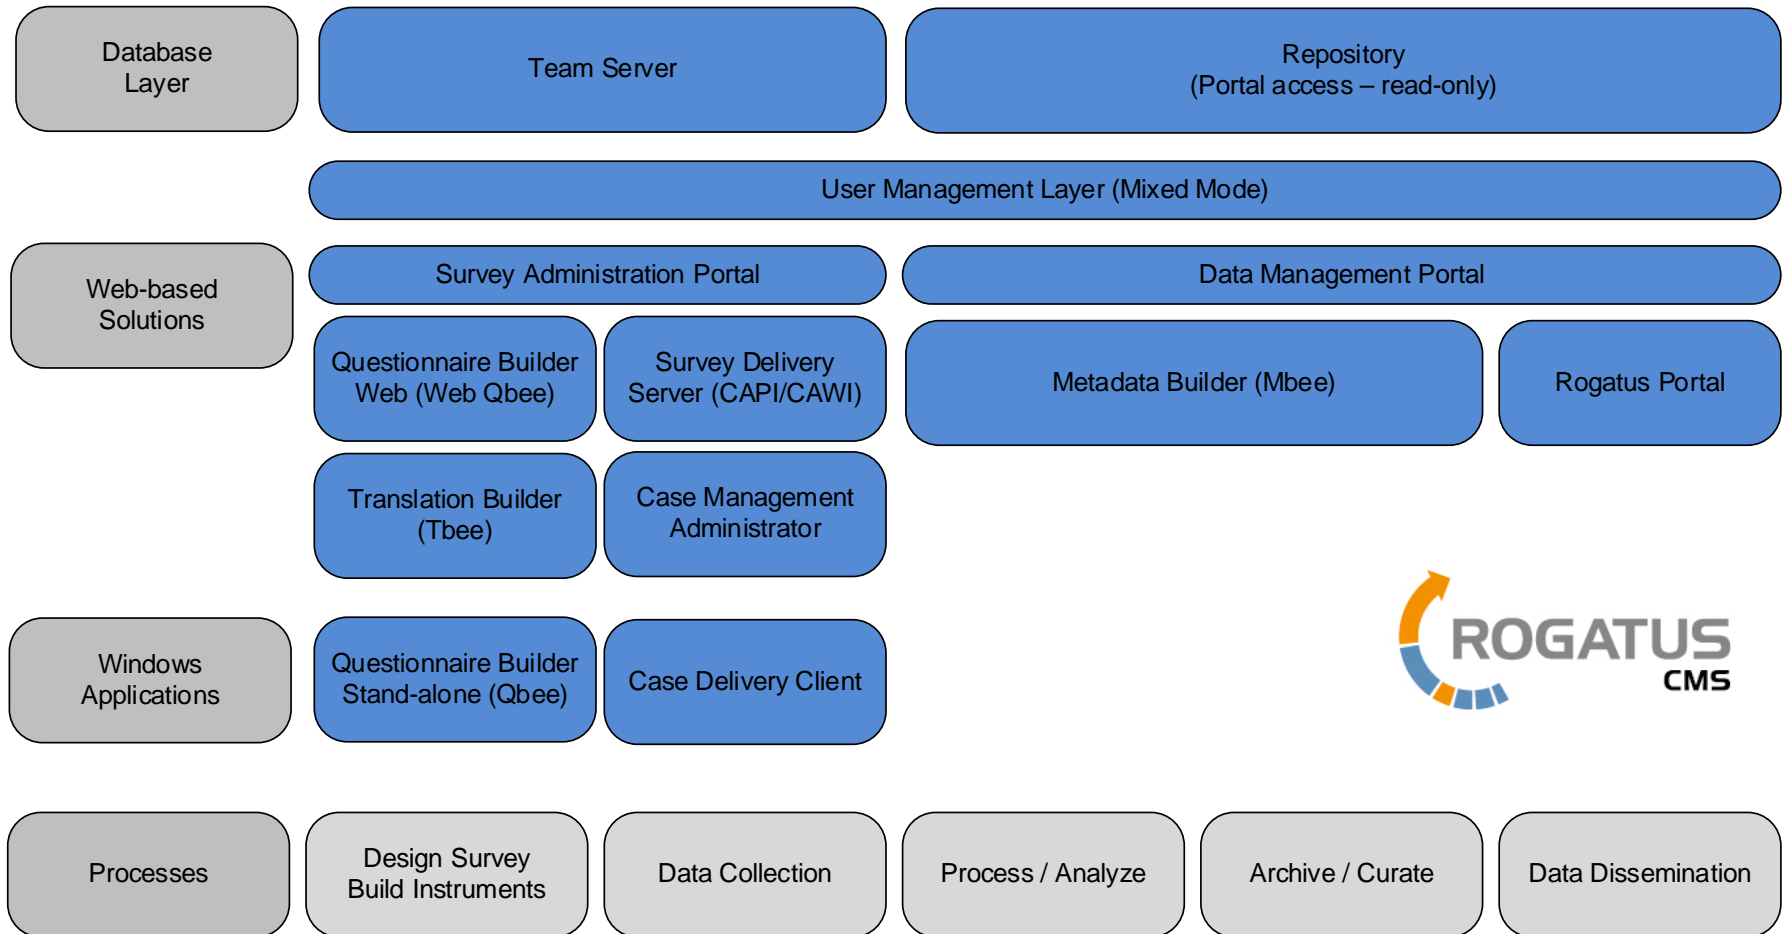 Database
Layer
Team Server
Repository
(Portal access – read-only)
User Management Layer (Mixed Mode)
Web-based
Solutions
Survey Administration Portal
Data Management Portal
Questionnaire Builder
Web (Web Qbee)
Survey Delivery
Server (CAPI/CAWI)
Metadata Builder (Mbee)
Rogatus Portal
Translation Builder
(Tbee)
Case Management
Administrator
ROGATUS
CMS
Windows
Applications
Questionnaire Builder
Stand-alone (Qbee)
Case Delivery Client
Processes
Design Survey
Build Instruments
Data Collection
Process / Analyze
Archive / Curate
Data Dissemination